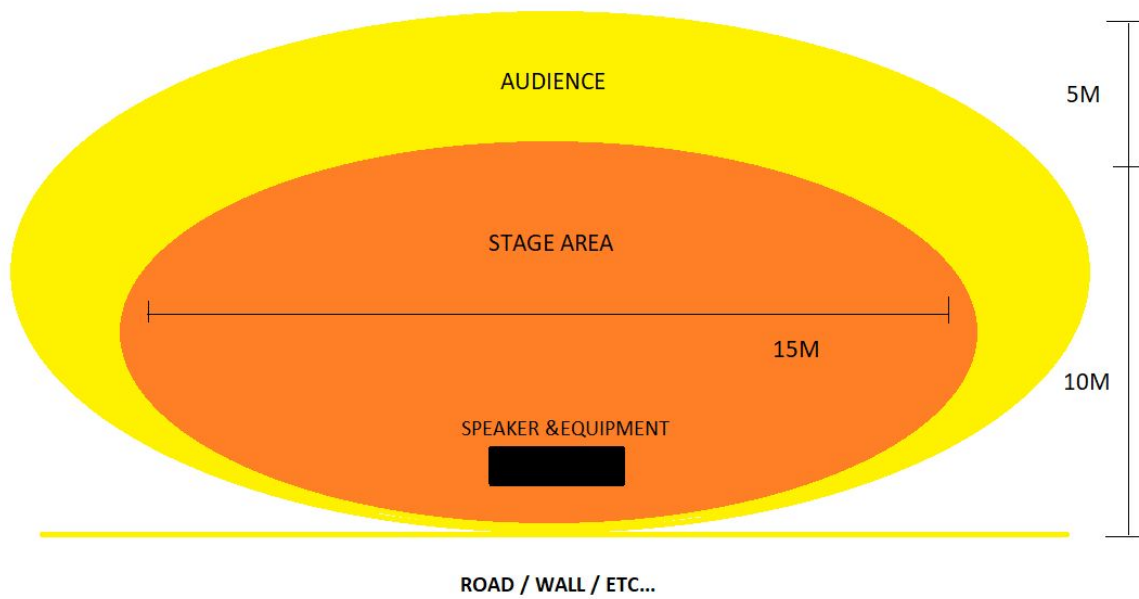 AUDIENCE
5M
STAGE AREA
15M
10M
SPEAKER &EQUIPMENT
ROAD / WALL / ETC...